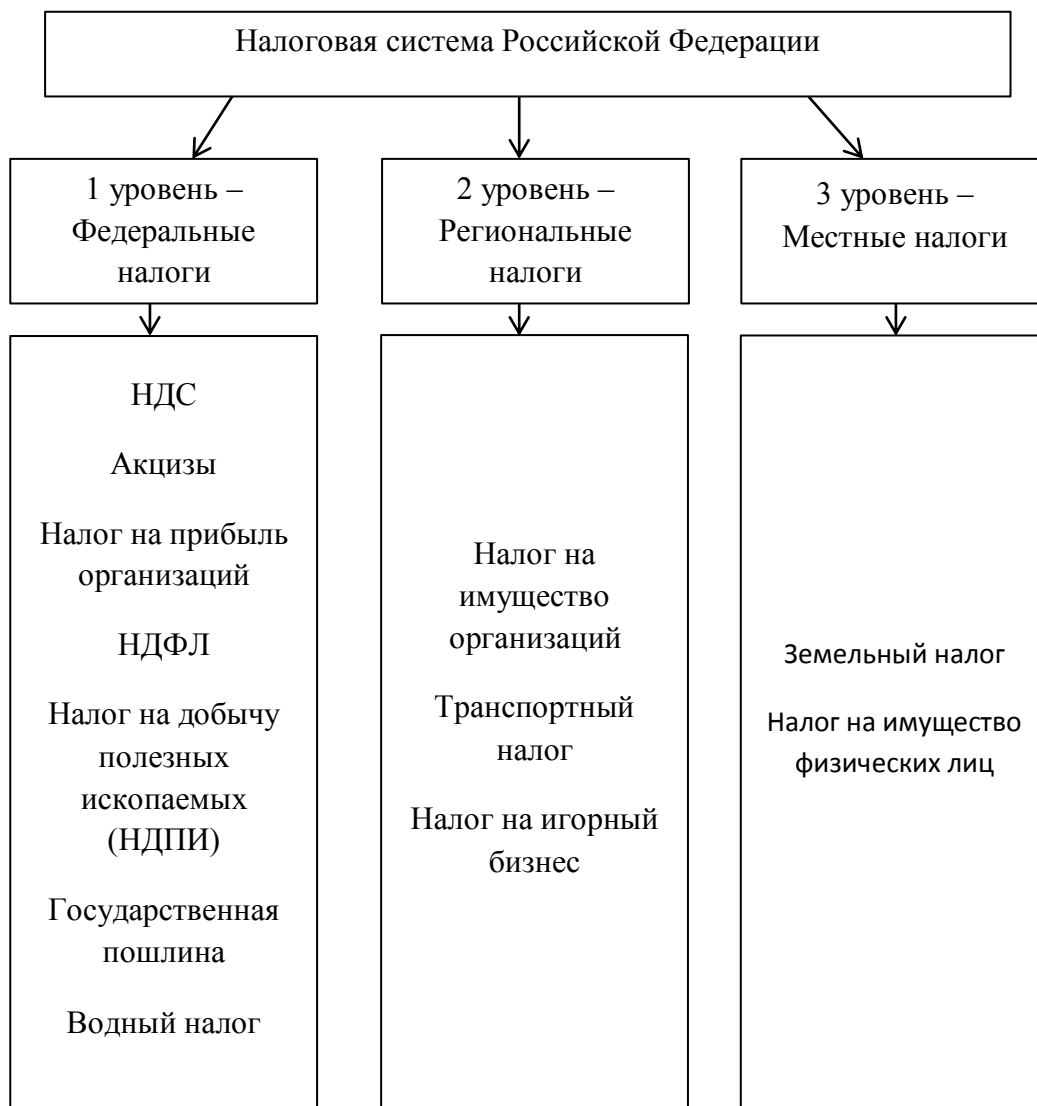 Налоговая система Российской Федерации
1 уровень –
Федеральные
налоги
2 уровень –
Региональные
налоги
3 уровень –
Местные налоги
НДС
Акцизы
Налог на прибыль
организаций
НДФЛ
Налог на добычу
полезных
ископаемых
(НДПИ)
Государственная
пошлина
Водный налог
Налог на
имущество
организаций
Транспортный
налог
Налог на игорный
бизнес
Земельный налог
Налог на имущество
физических лиц